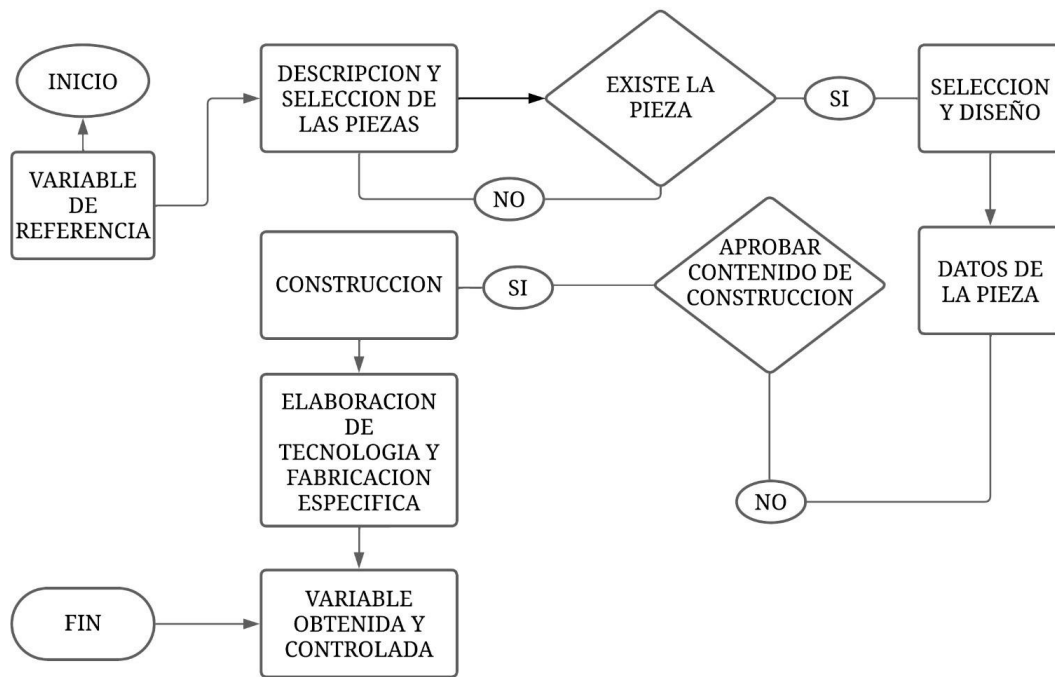 INICIO
VARIABLE
DE
REFERENCIA
DESCRIPCION Y
SELECCION DE
LAS PIEZAS
EXISTE LA
PIEZA
SI
SELECCION
Y DISEÑO
NO
DATOS DE
LA PIEZA
APROBAR
CONTENIDO DE
CONSTRUCCION
NO
SI
CONSTRUCCION
ELABORACION
DE
TECNOLOGIA Y
FABRICACION
ESPECIFICA
VARIABLE
OBTENIDA Y
CONTROLADA
FIN